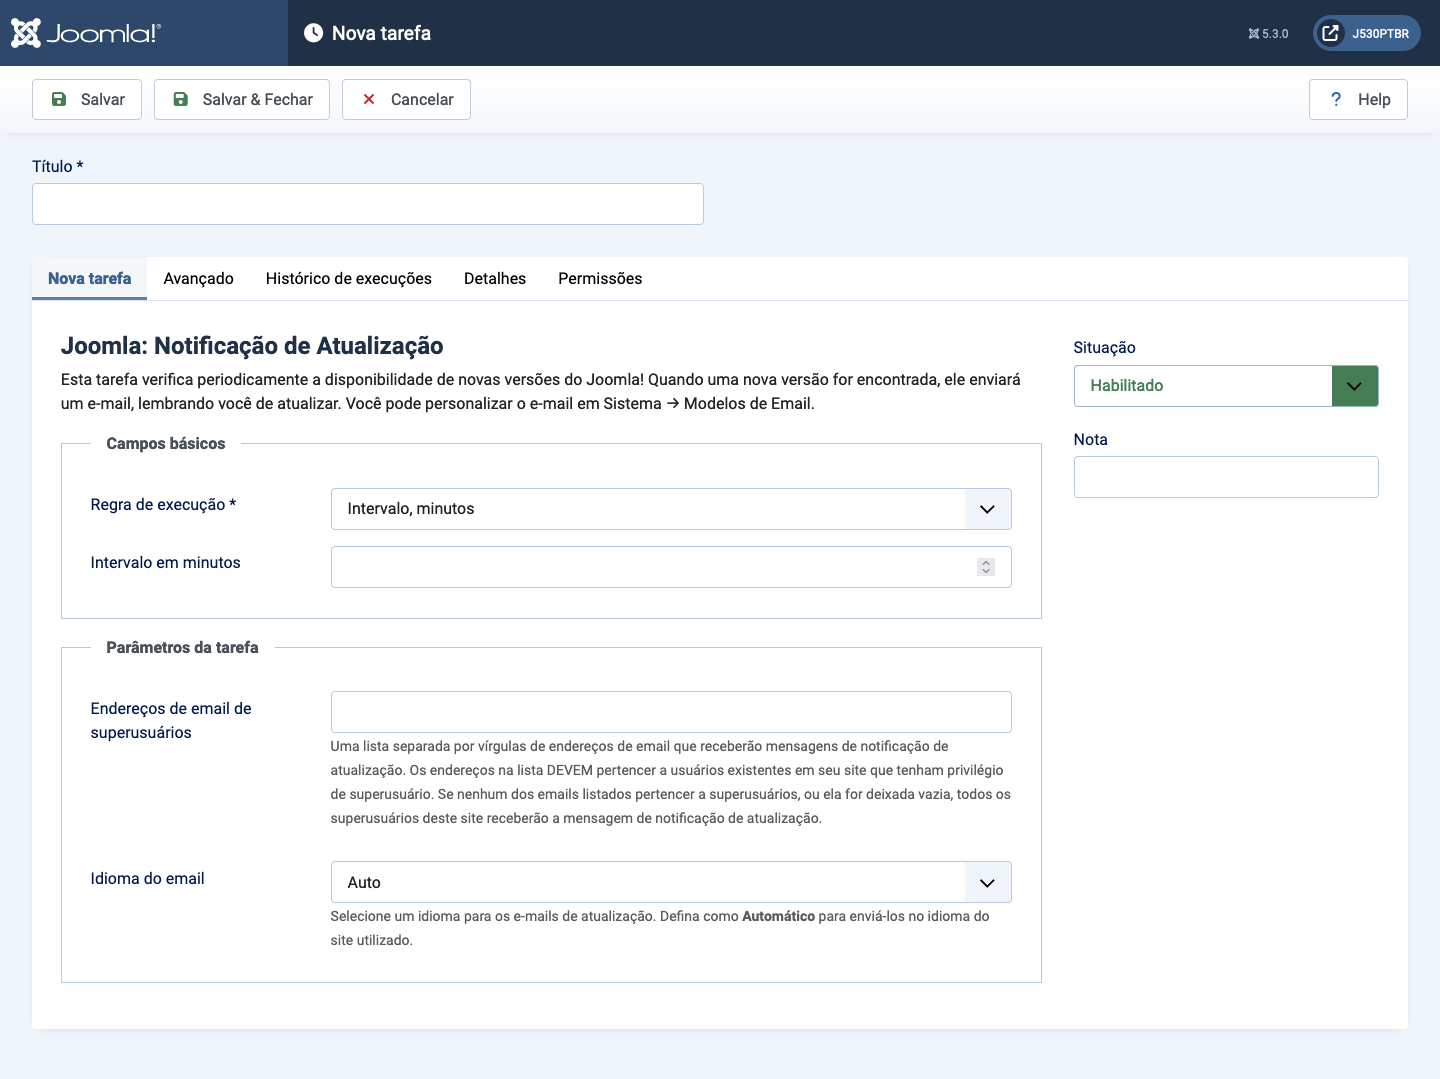 Joomla!®
Nova tarefa
5.3.0
J530PTBR
Salvar
Salvar & Fechar
Cancelar
? Help
Título *
Nova tarefa
Avançado
Histórico de execuções
Detalhes
Permissões
Joomla: Notificação de Atualização
Esta tarefa verifica periodicamente a disponibilidade de novas versões do Joomla! Quando uma nova versão for encontrada, ele enviará
um e-mail, lembrando você de atualizar. Você pode personalizar o e-mail em Sistema → Modelos de Email.
Campos básicos
Regra de execução *
Intervalo, minutos
Intervalo em minutos
Parâmetros da tarefa
Endereços de email de
superusuários
Uma lista separada por vírgulas de endereços de email que receberão mensagens de notificação de
atualização. Os endereços na lista DEVEM pertencer a usuários existentes em seu site que tenham privilégio
de superusuário. Se nenhum dos emails listados pertencer a superusuários, ou ela for deixada vazia, todos os
superusuários deste site receberão a mensagem de notificação de atualização.
Idioma do email
Auto
Selecione um idioma para os e-mails de atualização. Defina como Automático para enviá-los no idioma do
site utilizado.
Situação
Habilitado
Nota